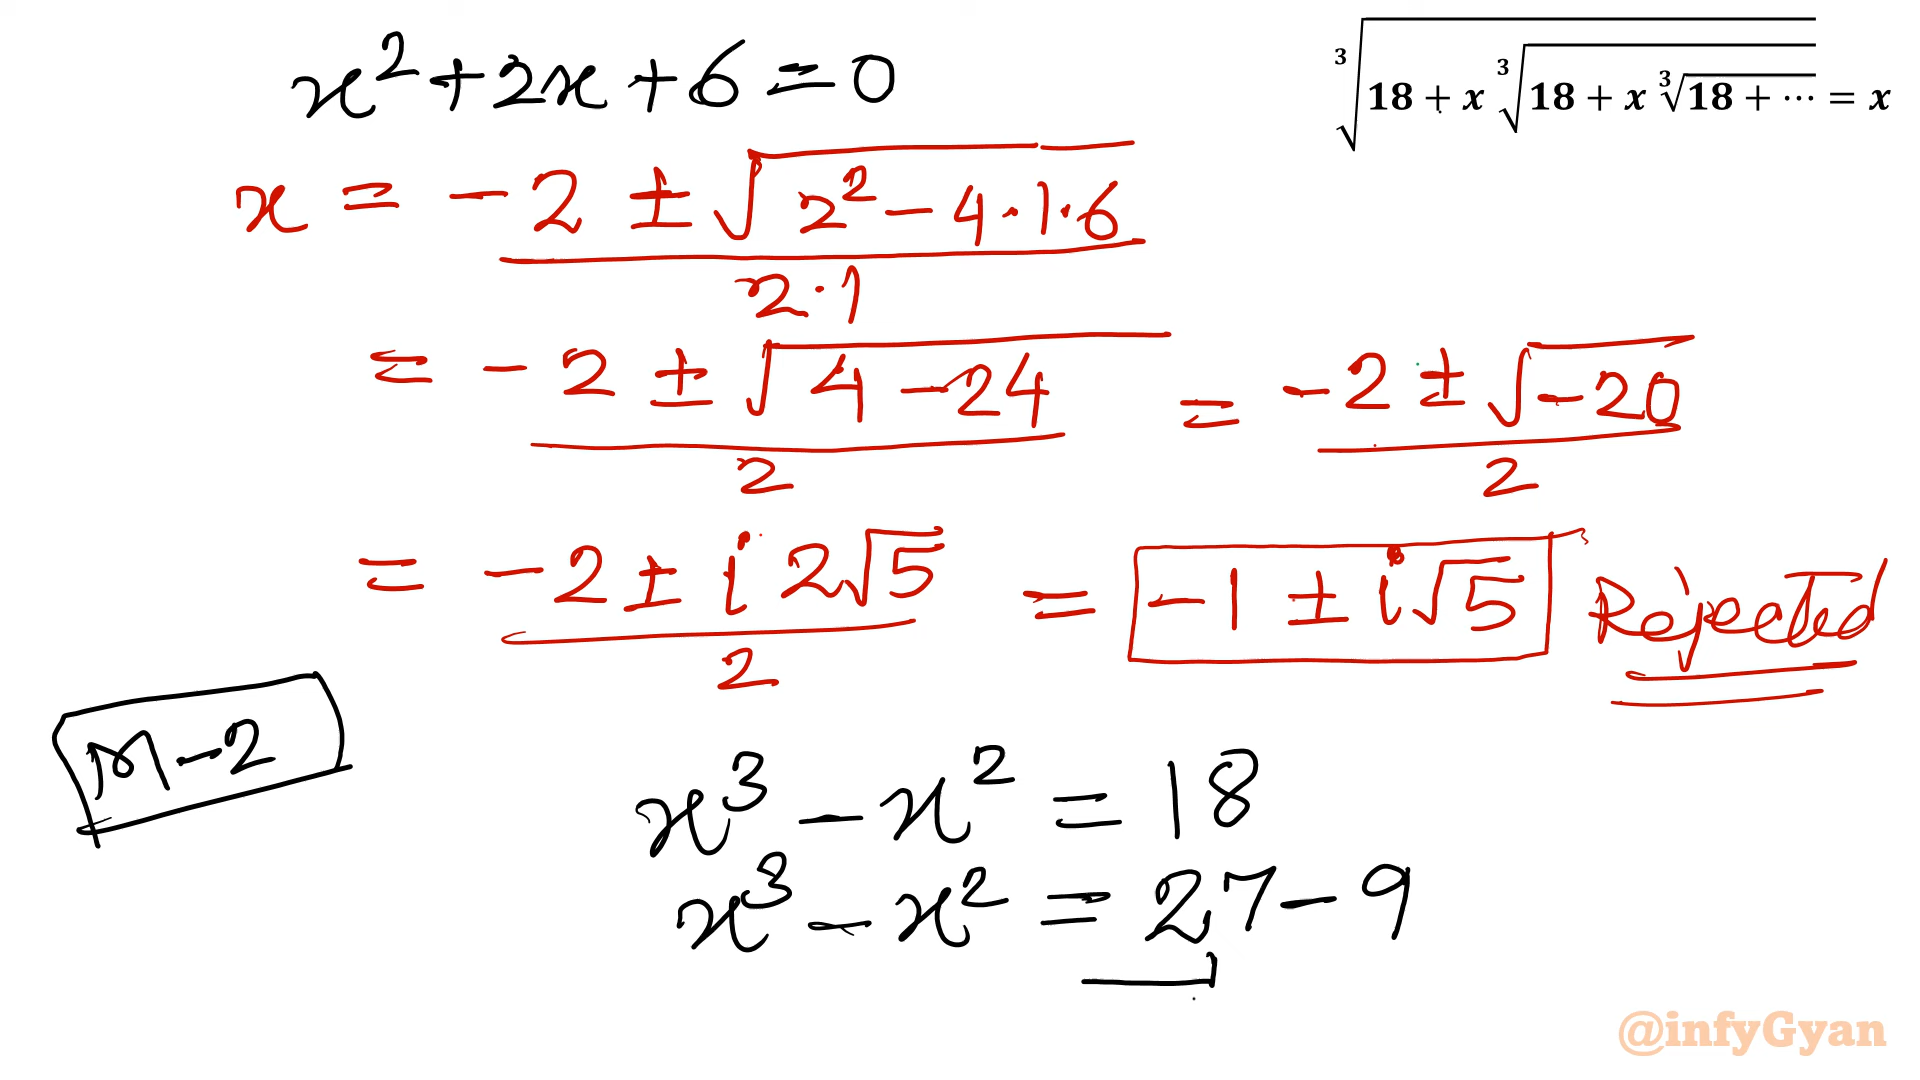 x² + 2x + 6 = 0
∛(18 + x ∛(18 + x ∛(18 + ⋯))) = x
x = (-2 ± √(2² - 4·1·6)) / (2·1)
= (-2 ± √(4 - 24)) / 2 = (-2 ± √(-20)) / 2
= (-2 ± i 2√5) / 2 = -1 ± i√5 Rejected
M-2
x³ - x² = 18
x³ - x² = 27 - 9
@infyGyan